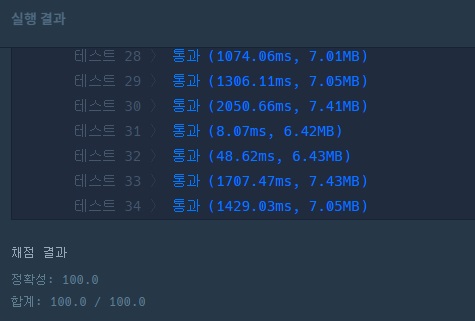 실행 결과
테스트 28 〉 통과 (1074.06ms, 7.01MB)
테스트 29 〉 통과 (1306.11ms, 7.05MB)
테스트 30 〉 통과 (2050.66ms, 7.41MB)
테스트 31 〉 통과 (8.07ms, 6.42MB)
테스트 32 〉 통과 (48.62ms, 6.43MB)
테스트 33 〉 통과 (1707.47ms, 7.43MB)
테스트 34 〉 통과 (1429.03ms, 7.05MB)
채점 결과
정확성: 100.0
합계: 100.0 / 100.0